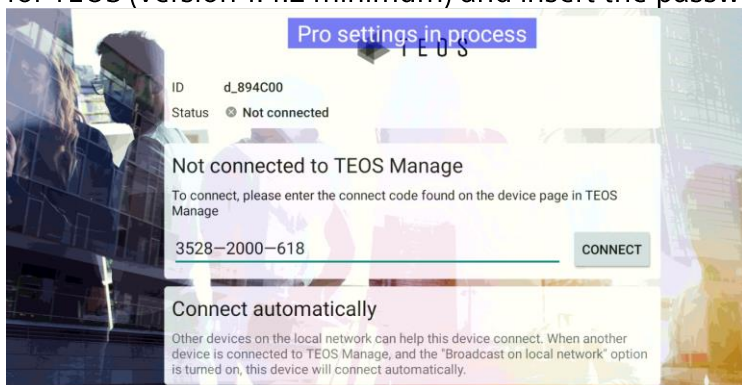 for TEOS (version 1.4.2 minimum) and insert the passw
Pro settings in process
TEOS
ID d_894C00
Status Not connected
Not connected to TEOS Manage
To connect, please enter the connect code found on the device page in TEOS
Manage
3528—2000—618
CONNECT
Connect automatically
Other devices on the local network can help this device connect. When another
device is connected to TEOS Manage, and the "Broadcast on local network" option
is turned on, this device will connect automatically.